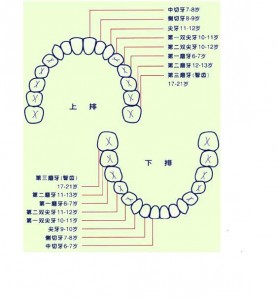 中切牙7-8岁
侧切牙8-9岁
尖牙11-12岁
第一双尖牙10-11岁
第二双尖牙10-12岁
第一磨牙6-7岁
第二磨牙12-13岁
第三磨牙(智齿)
17-21岁
上排
下排
第三磨牙(智齿)
17-21岁
第二磨牙11-13岁
第一磨牙6-7岁
第二双尖牙11-12岁
第一双尖牙10-11岁
尖牙9-10岁
侧切牙7-8岁
中切牙6-7岁